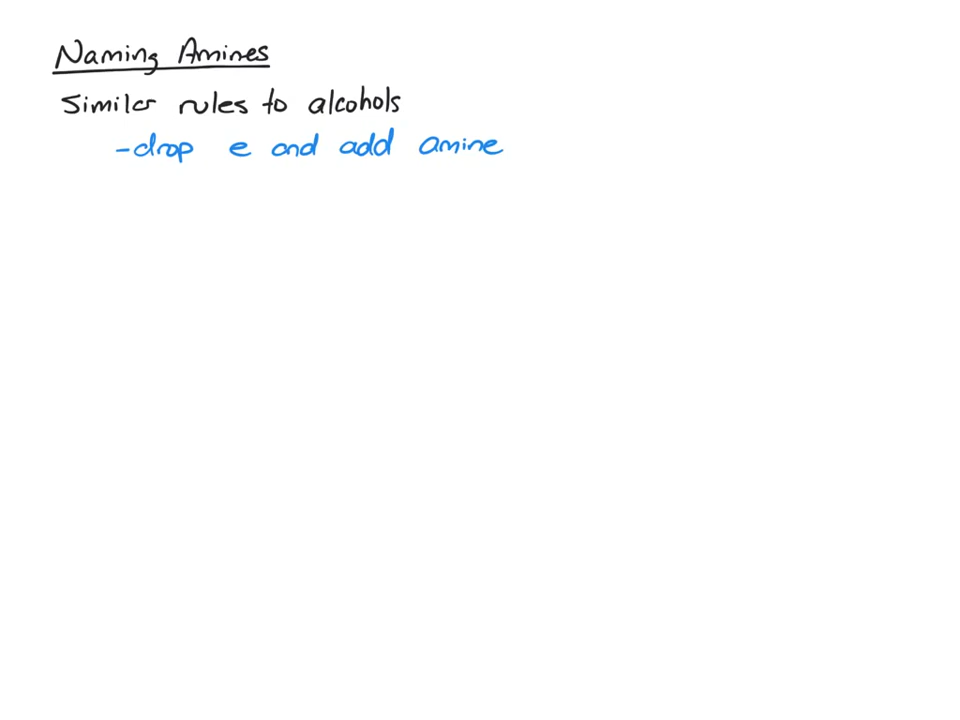 Naming Amines
Similar rules to alcohols
-drop e and add amine